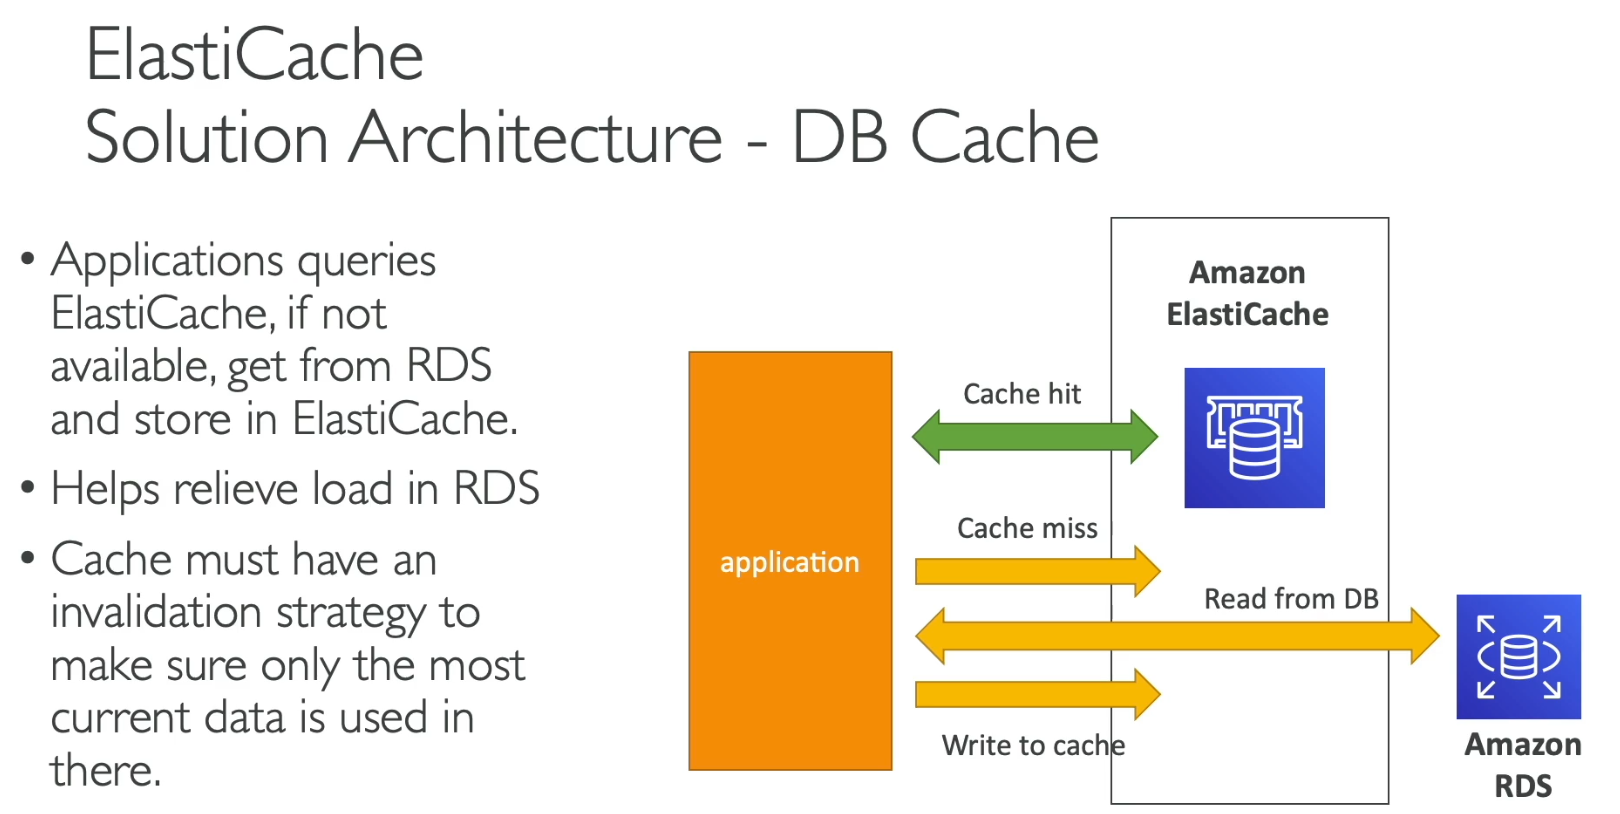 ElastiCache
Solution Architecture - DB Cache
• Applications queries
ElastiCache, if not
available, get from RDS
and store in ElastiCache.
• Helps relieve load in RDS
• Cache must have an
invalidation strategy to
make sure only the most
current data is used in
there.
Amazon
ElastiCache
Cache hit
Cache miss
application
Read from DB
Write to cache
Amazon
RDS